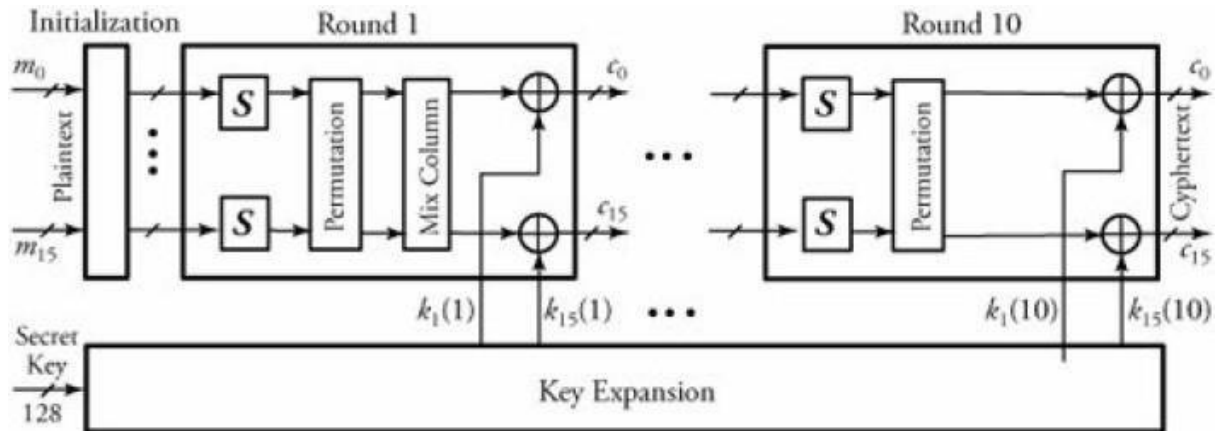 Initialization Round 1 Round 10
m0 c0 c0
S S
Plaintext
Permutation
Mix Column
Permutation
Cyphertext
S S
m15 c15 c15
k1(1) k15(1) k1(10) k15(10)
Secret
Key
128
Key Expansion